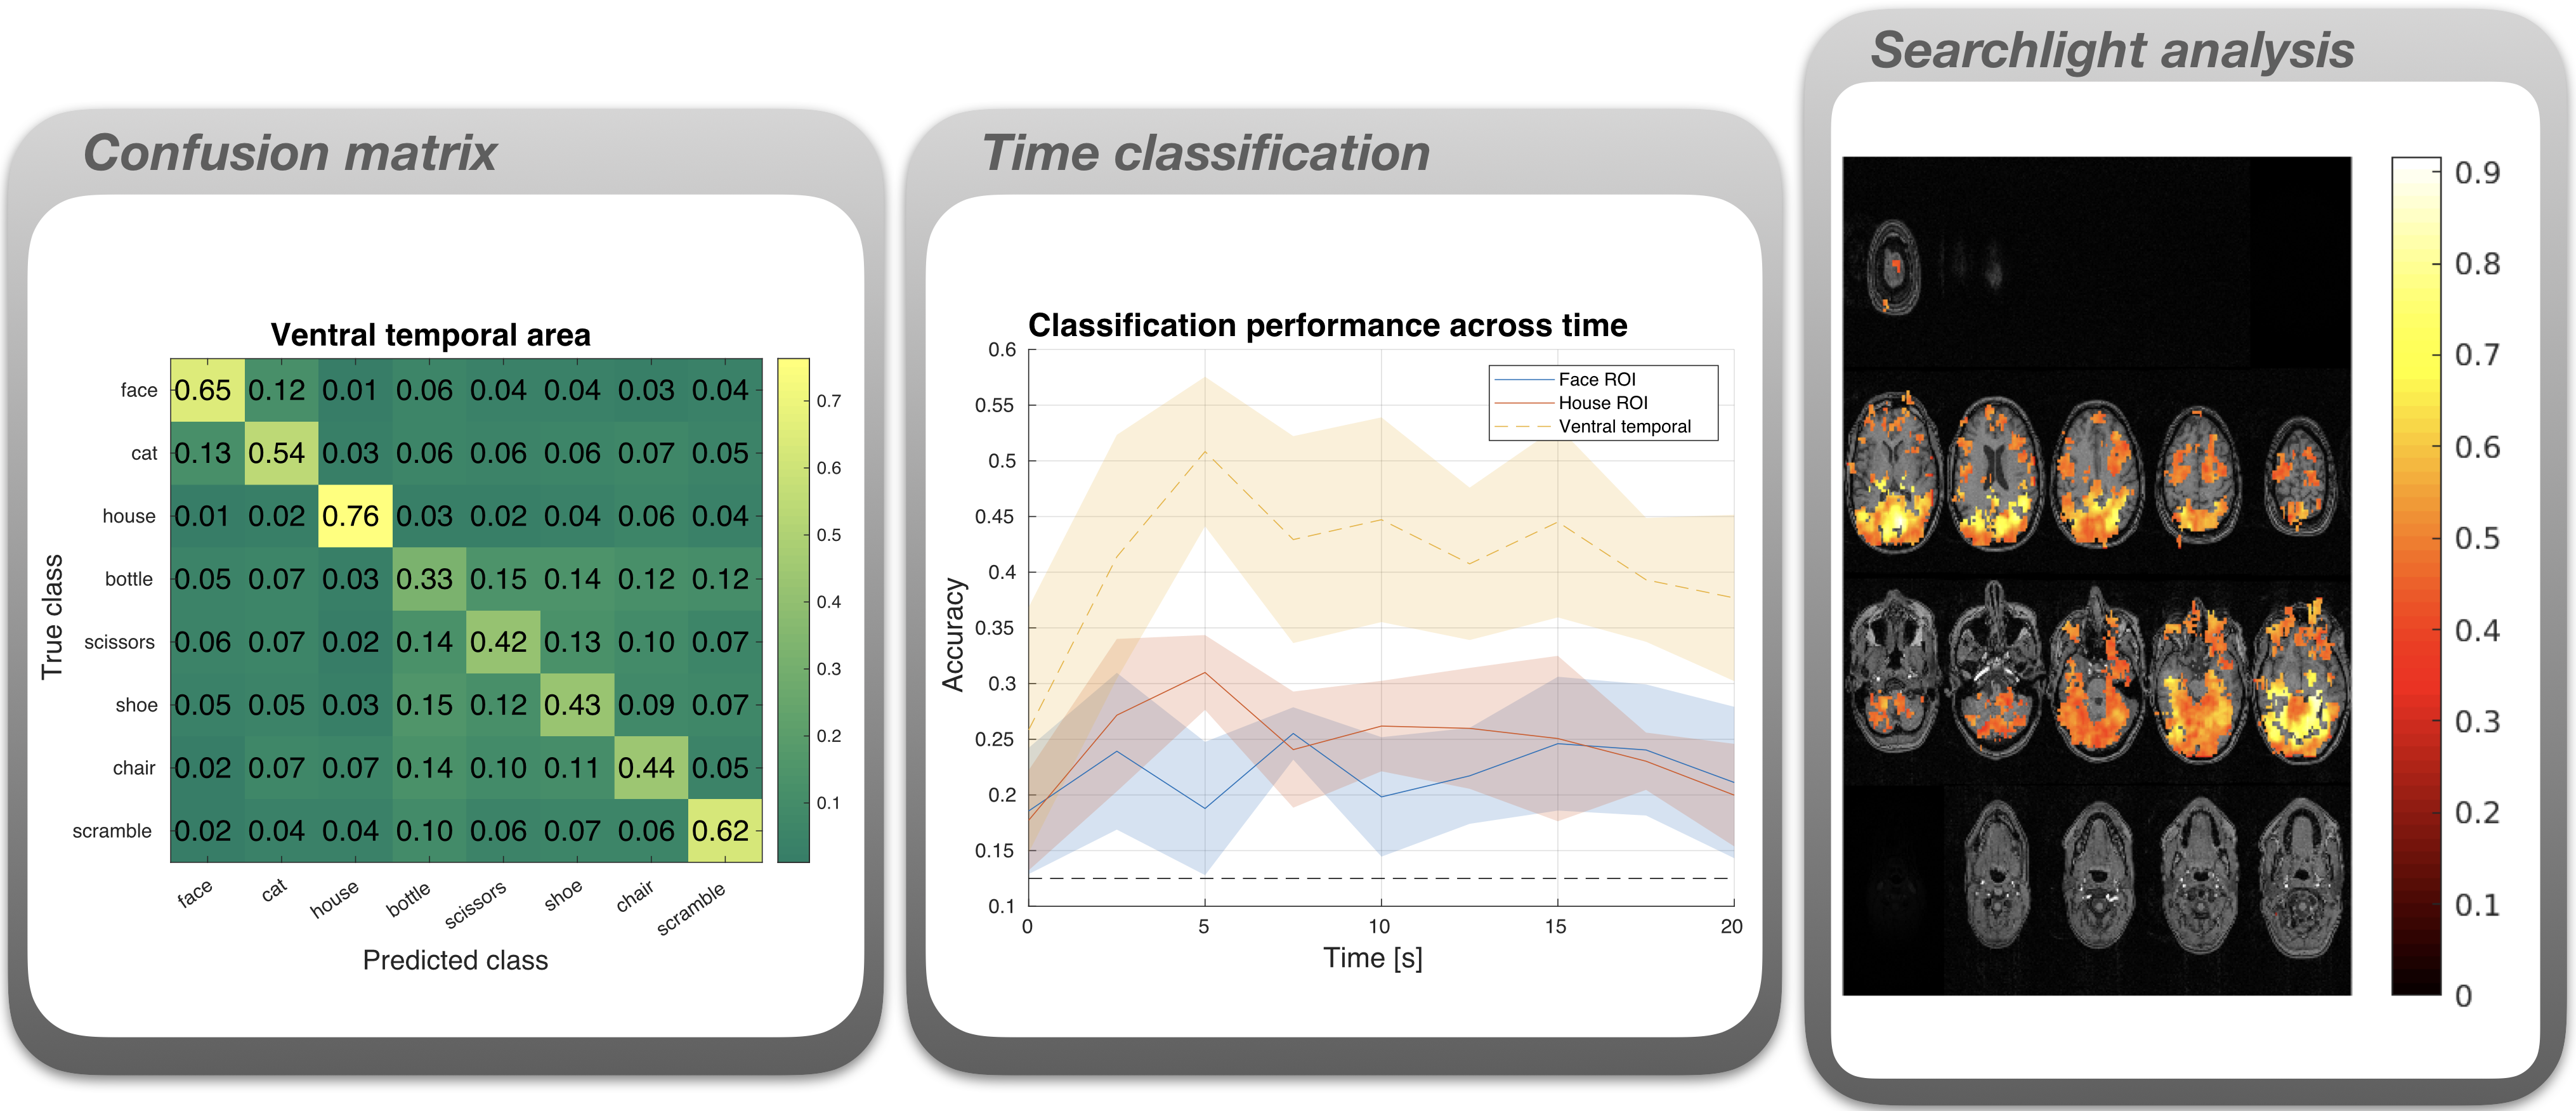 Confusion matrix
Ventral temporal area
True class
face 0.65 0.12 0.01 0.06 0.04 0.04 0.03 0.04
cat 0.13 0.54 0.03 0.06 0.06 0.06 0.07 0.05
house 0.01 0.02 0.76 0.03 0.02 0.04 0.06 0.04
bottle 0.05 0.07 0.03 0.33 0.15 0.14 0.12 0.12
scissors 0.06 0.07 0.02 0.14 0.42 0.13 0.10 0.07
shoe 0.05 0.05 0.03 0.15 0.12 0.43 0.09 0.07
chair 0.02 0.07 0.07 0.14 0.10 0.11 0.44 0.05
scramble 0.02 0.04 0.04 0.10 0.06 0.07 0.06 0.62
face cat house bottle scissors shoe chair scramble
Predicted class
0.7
0.6
0.5
0.4
0.3
0.2
0.1
Time classification
Classification performance across time
Accuracy
0.6
0.55
0.5
0.45
0.4
0.35
0.3
0.25
0.2
0.15
0.1
Face ROI
House ROI
Ventral temporal
0 5 10 15 20
Time [s]
Searchlight analysis
0.9
0.8
0.7
0.6
0.5
0.4
0.3
0.2
0.1
0